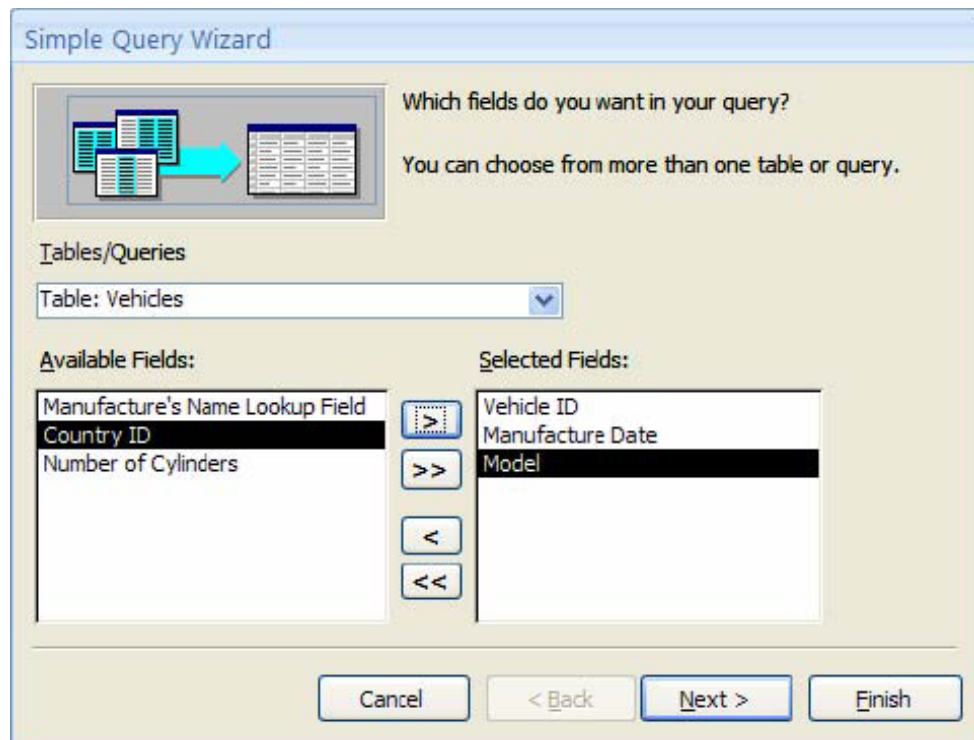 Simple Query Wizard
Which fields do you want in your query?
You can choose from more than one table or query.
Tables/Queries
Table: Vehicles
Available Fields:
Selected Fields:
Manufacture's Name Lookup Field
Country ID
Number of Cylinders
>
>>
<
<<
Vehicle ID
Manufacture Date
Model
Cancel
< Back
Next >
Finish